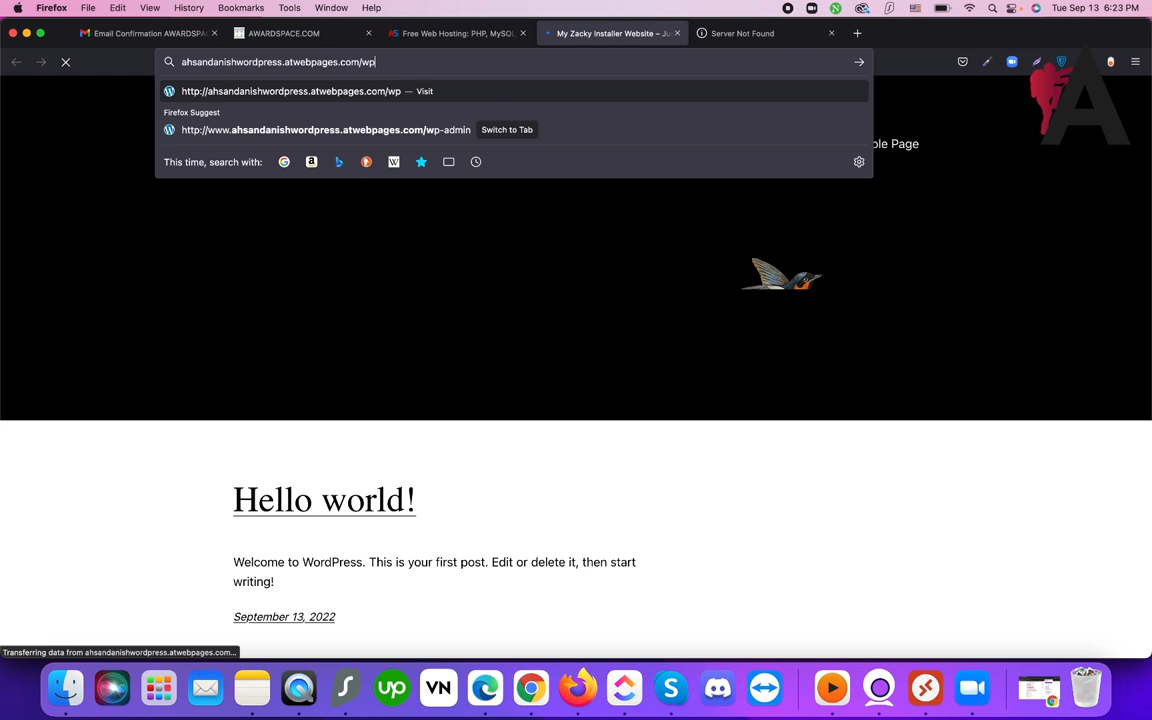 Firefox File Edit View History Bookmarks Tools Window Help Tue Sep 13 6:23 PM
Email Confirmation AWARDSPAC
AWARDSPACE.COM
Free Web Hosting: PHP, MySQL
My Zacky Installer Website – Ju
Server Not Found
ahsandanishwordpress.atwebpages.com/wp
http://ahsandanishwordpress.atwebpages.com/wp — Visit
Firefox Suggest
http://www.ahsandanishwordpress.atwebpages.com/wp-admin Switch to Tab
ple Page
This time, search with:
Hello world!
Welcome to WordPress. This is your first post. Edit or delete it, then start
writing!
September 13, 2022
Transferring data from ahsandanishwordpress.atwebpages.com...
up VN